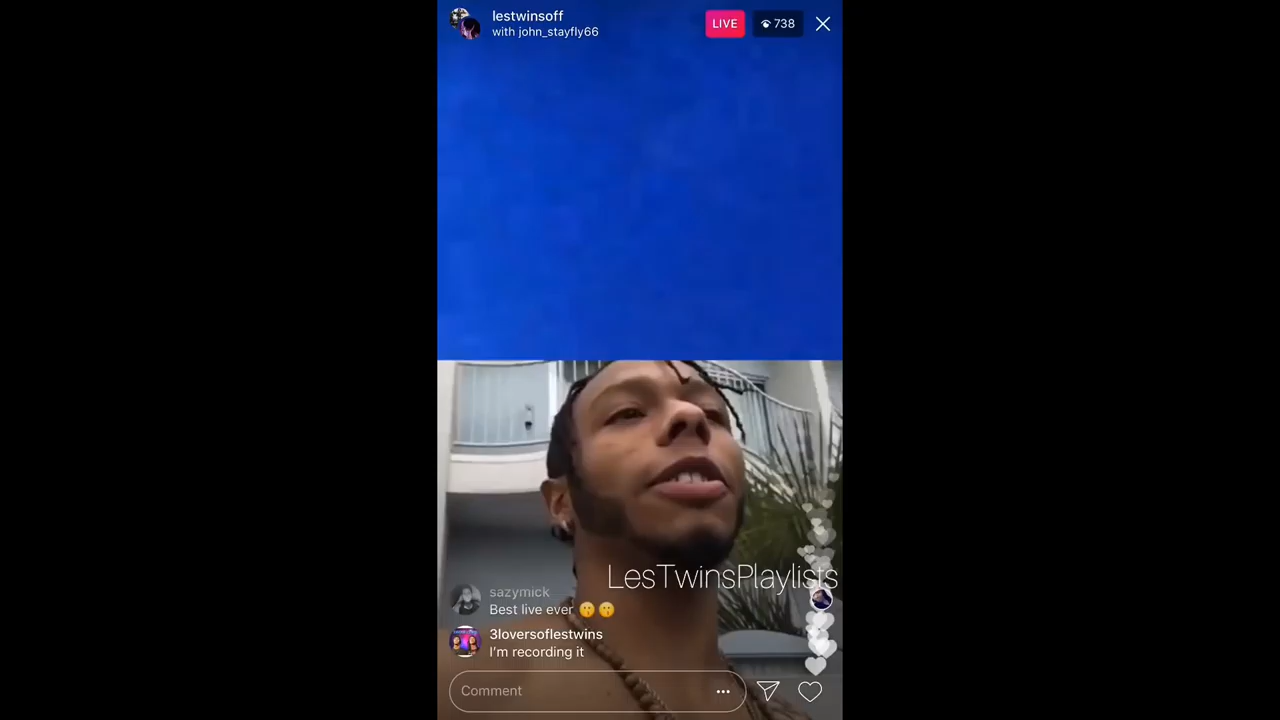 lestwinsoff
with john_stayfly66
LIVE
738
LesTwinsPlaylists
sazymick
Best live ever 😗😗
3loversoflestwins
I'm recording it
Comment